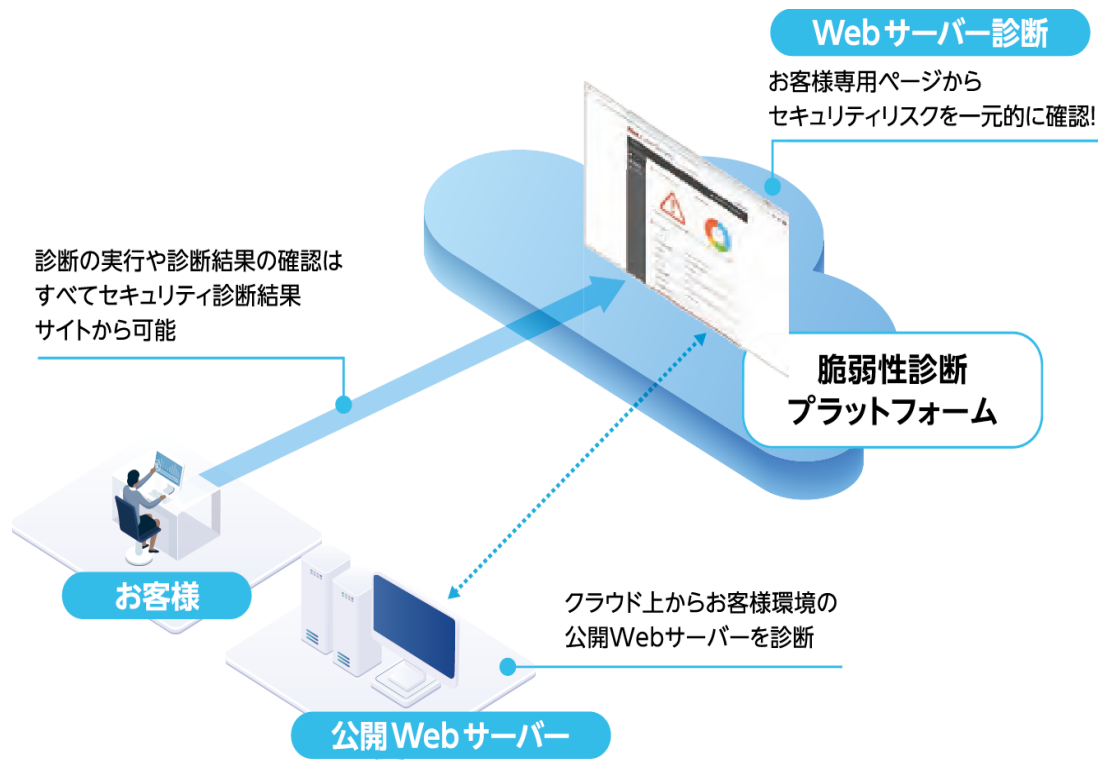 Webサーバー診断
お客様専用ページから
セキュリティリスクを一元的に確認!
診断の実行や診断結果の確認は
すべてセキュリティ診断結果
サイトから可能
脆弱性診断
プラットフォーム
お客様
クラウド上からお客様環境の
公開Webサーバーを診断
公開Webサーバー